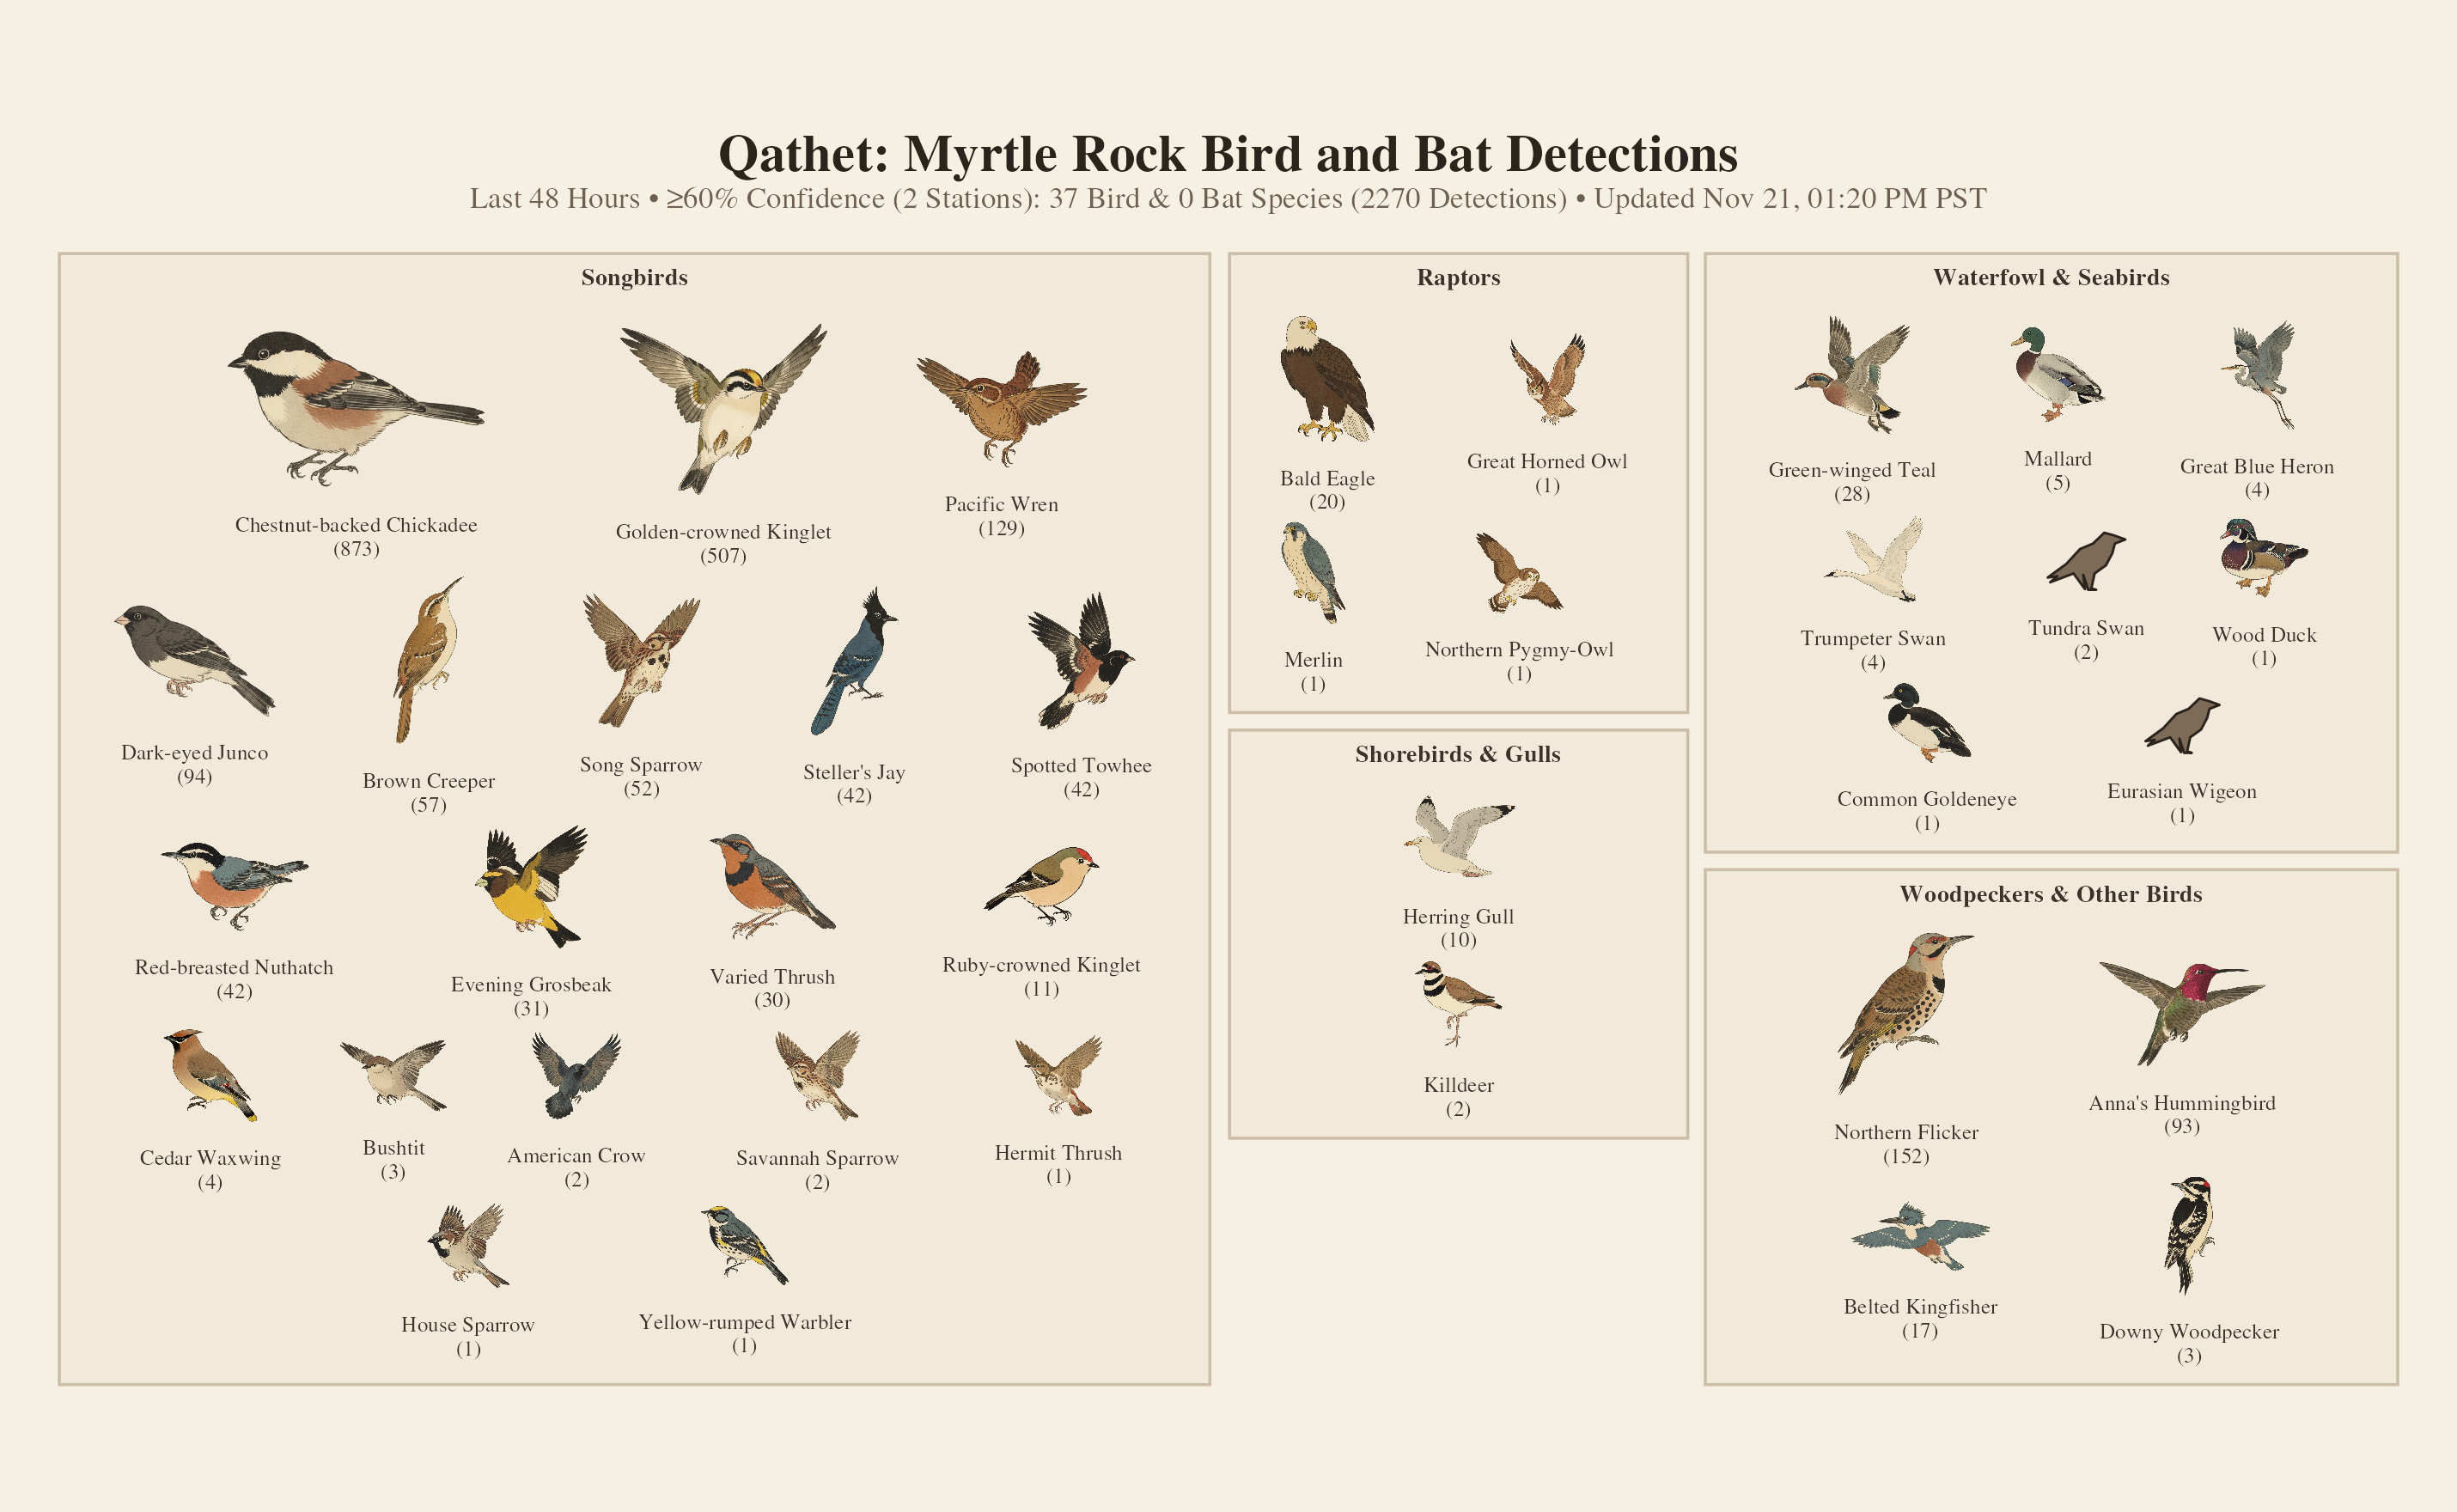 Qathet: Myrtle Rock Bird and Bat Detections
Last 48 Hours • ≥60% Confidence (2 Stations): 37 Bird & 0 Bat Species (2270 Detections) • Updated Nov 21, 01:20 PM PST
Songbirds
Chestnut-backed Chickadee
(873)
Golden-crowned Kinglet
(507)
Pacific Wren
(129)
Dark-eyed Junco
(94)
Brown Creeper
(57)
Song Sparrow
(52)
Steller's Jay
(42)
Spotted Towhee
(42)
Red-breasted Nuthatch
(42)
Evening Grosbeak
(31)
Varied Thrush
(30)
Ruby-crowned Kinglet
(11)
Cedar Waxwing
(4)
Bushtit
(3)
American Crow
(2)
Savannah Sparrow
(2)
Hermit Thrush
(1)
House Sparrow
(1)
Yellow-rumped Warbler
(1)
Raptors
Bald Eagle
(20)
Great Horned Owl
(1)
Merlin
(1)
Northern Pygmy-Owl
(1)
Shorebirds & Gulls
Herring Gull
(10)
Killdeer
(2)
Waterfowl & Seabirds
Green-winged Teal
(28)
Mallard
(5)
Great Blue Heron
(4)
Trumpeter Swan
(4)
Tundra Swan
(2)
Wood Duck
(1)
Common Goldeneye
(1)
Eurasian Wigeon
(1)
Woodpeckers & Other Birds
Northern Flicker
(152)
Anna's Hummingbird
(93)
Belted Kingfisher
(17)
Downy Woodpecker
(3)